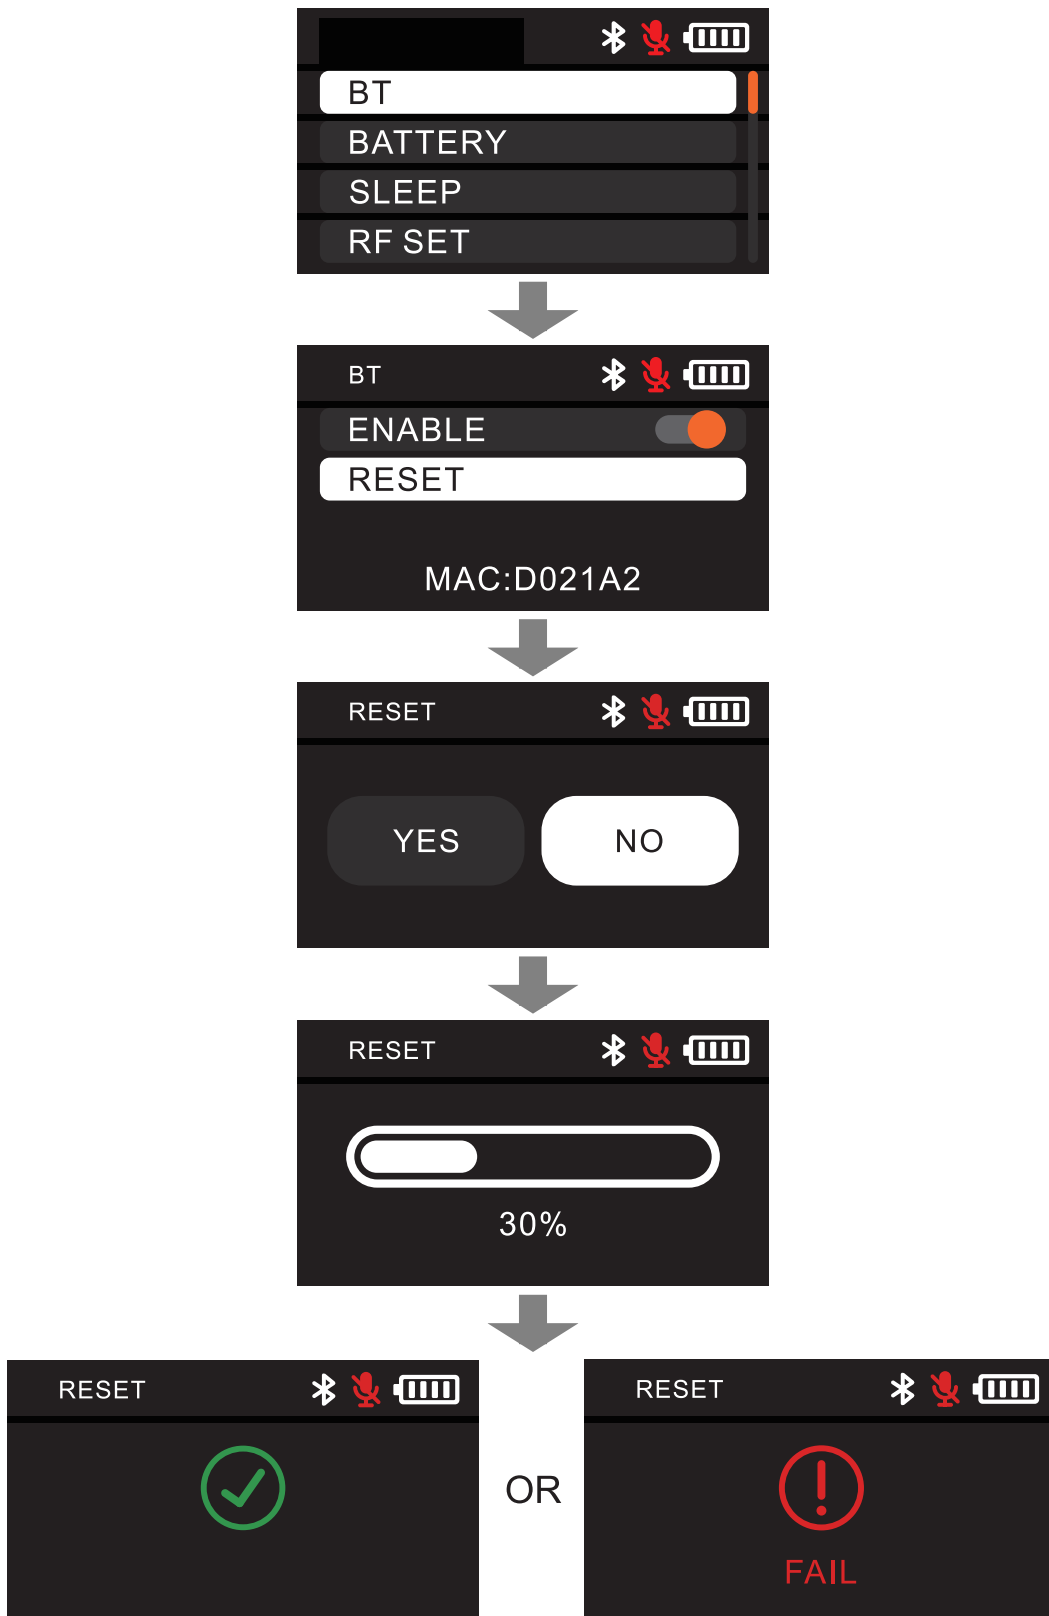 BT
BATTERY
SLEEP
RF SET
BT
ENABLE
RESET
MAC:D021A2
RESET
YES NO
RESET
30%
RESET
OR
RESET
FAIL